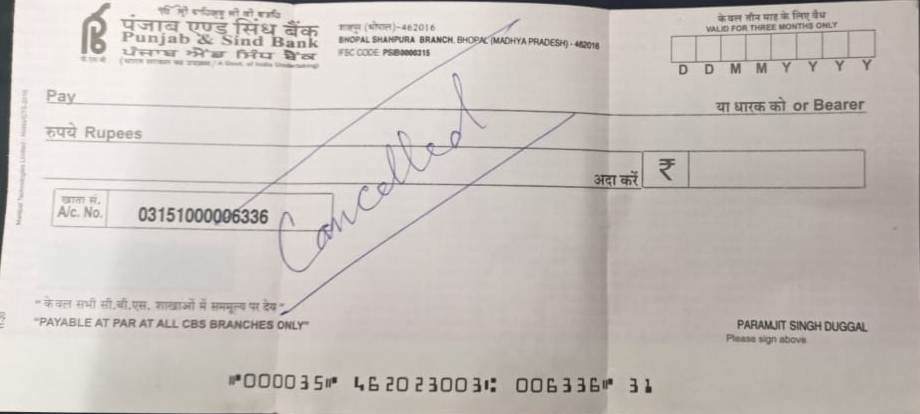 ਪੰਜਾਬ ਐਂਡ ਸਿੰਧ ਬੈਂਕ
पंजाब एण्ड सिंध बैंक
Punjab & Sind Bank
(भारत सरकार का उपक्रम / A Govt. of India Undertaking)
शाहपुरा (भोपाल)-462016
BHOPAL SHAHPURA BRANCH, BHOPAL (MADHYA PRADESH) - 462016
IFSC CODE: PSIB0000315
केवल तीन माह के लिए वैध
VALID FOR THREE MONTHS ONLY
D D M M Y Y Y Y
Pay या धारक को or Bearer
रुपये Rupees
अदा करें ₹
Cancelled
खाता सं.
A/c. No. 03151000006336
"केवल सभी सी.बी.एस. शाखाओं में सममूल्य पर देय"
"PAYABLE AT PAR AT ALL CBS BRANCHES ONLY"
PARAMJIT SINGH DUGGAL
Please sign above
⑈000035⑈ 462023003⑆ 006336⑈ 31